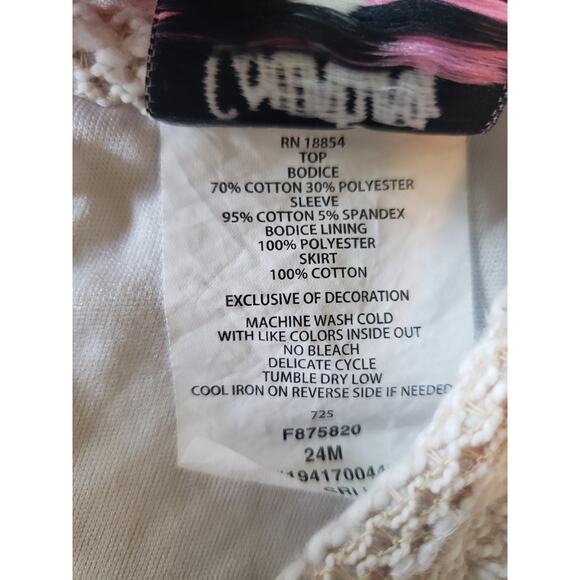 RN 18854
TOP
BODICE
70% COTTON 30% POLYESTER
SLEEVE
95% COTTON 5% SPANDEX
BODICE LINING
100% POLYESTER
SKIRT
100% COTTON
EXCLUSIVE OF DECORATION
MACHINE WASH COLD
WITH LIKE COLORS INSIDE OUT
NO BLEACH
DELICATE CYCLE
TUMBLE DRY LOW
COOL IRON ON REVERSE SIDE IF NEEDED
725
F875820
24M